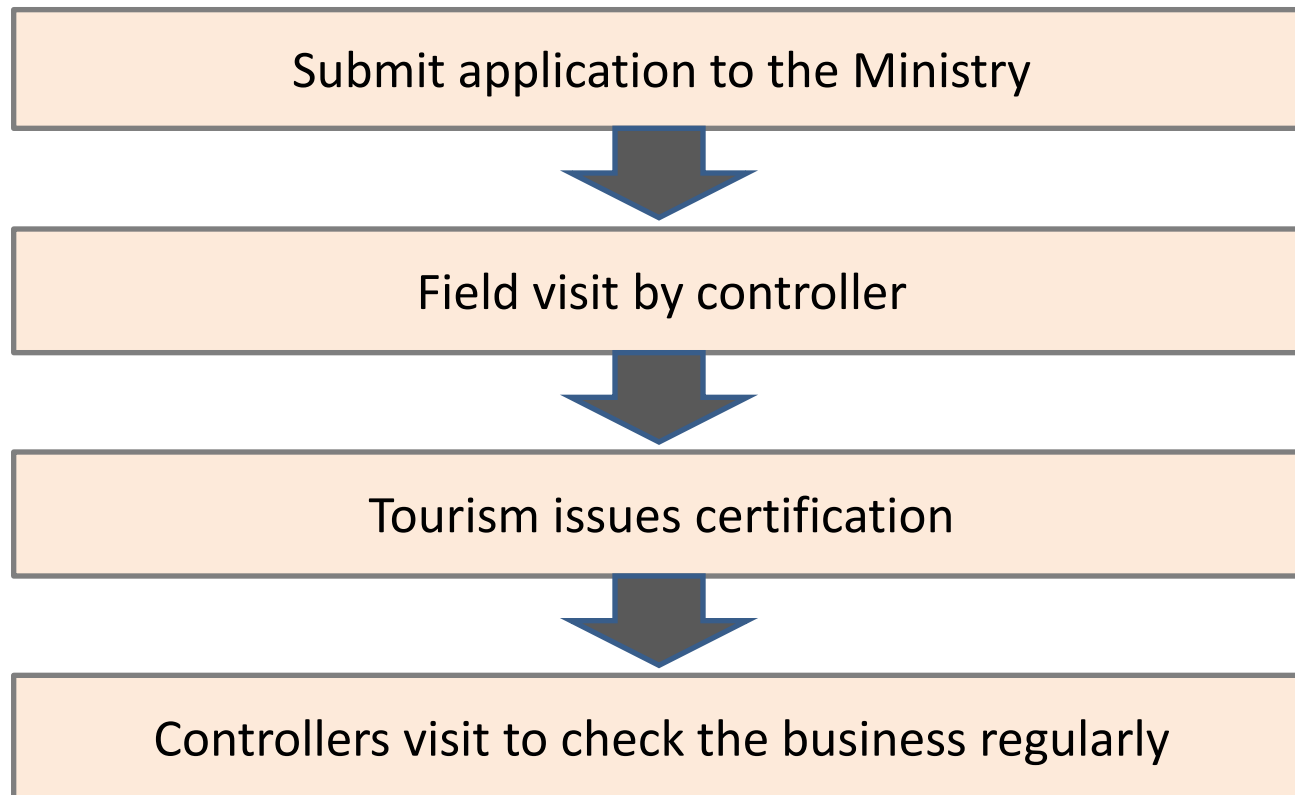 Submit application to the Ministry
Field visit by controller
Tourism issues certification
Controllers visit to check the business regularly